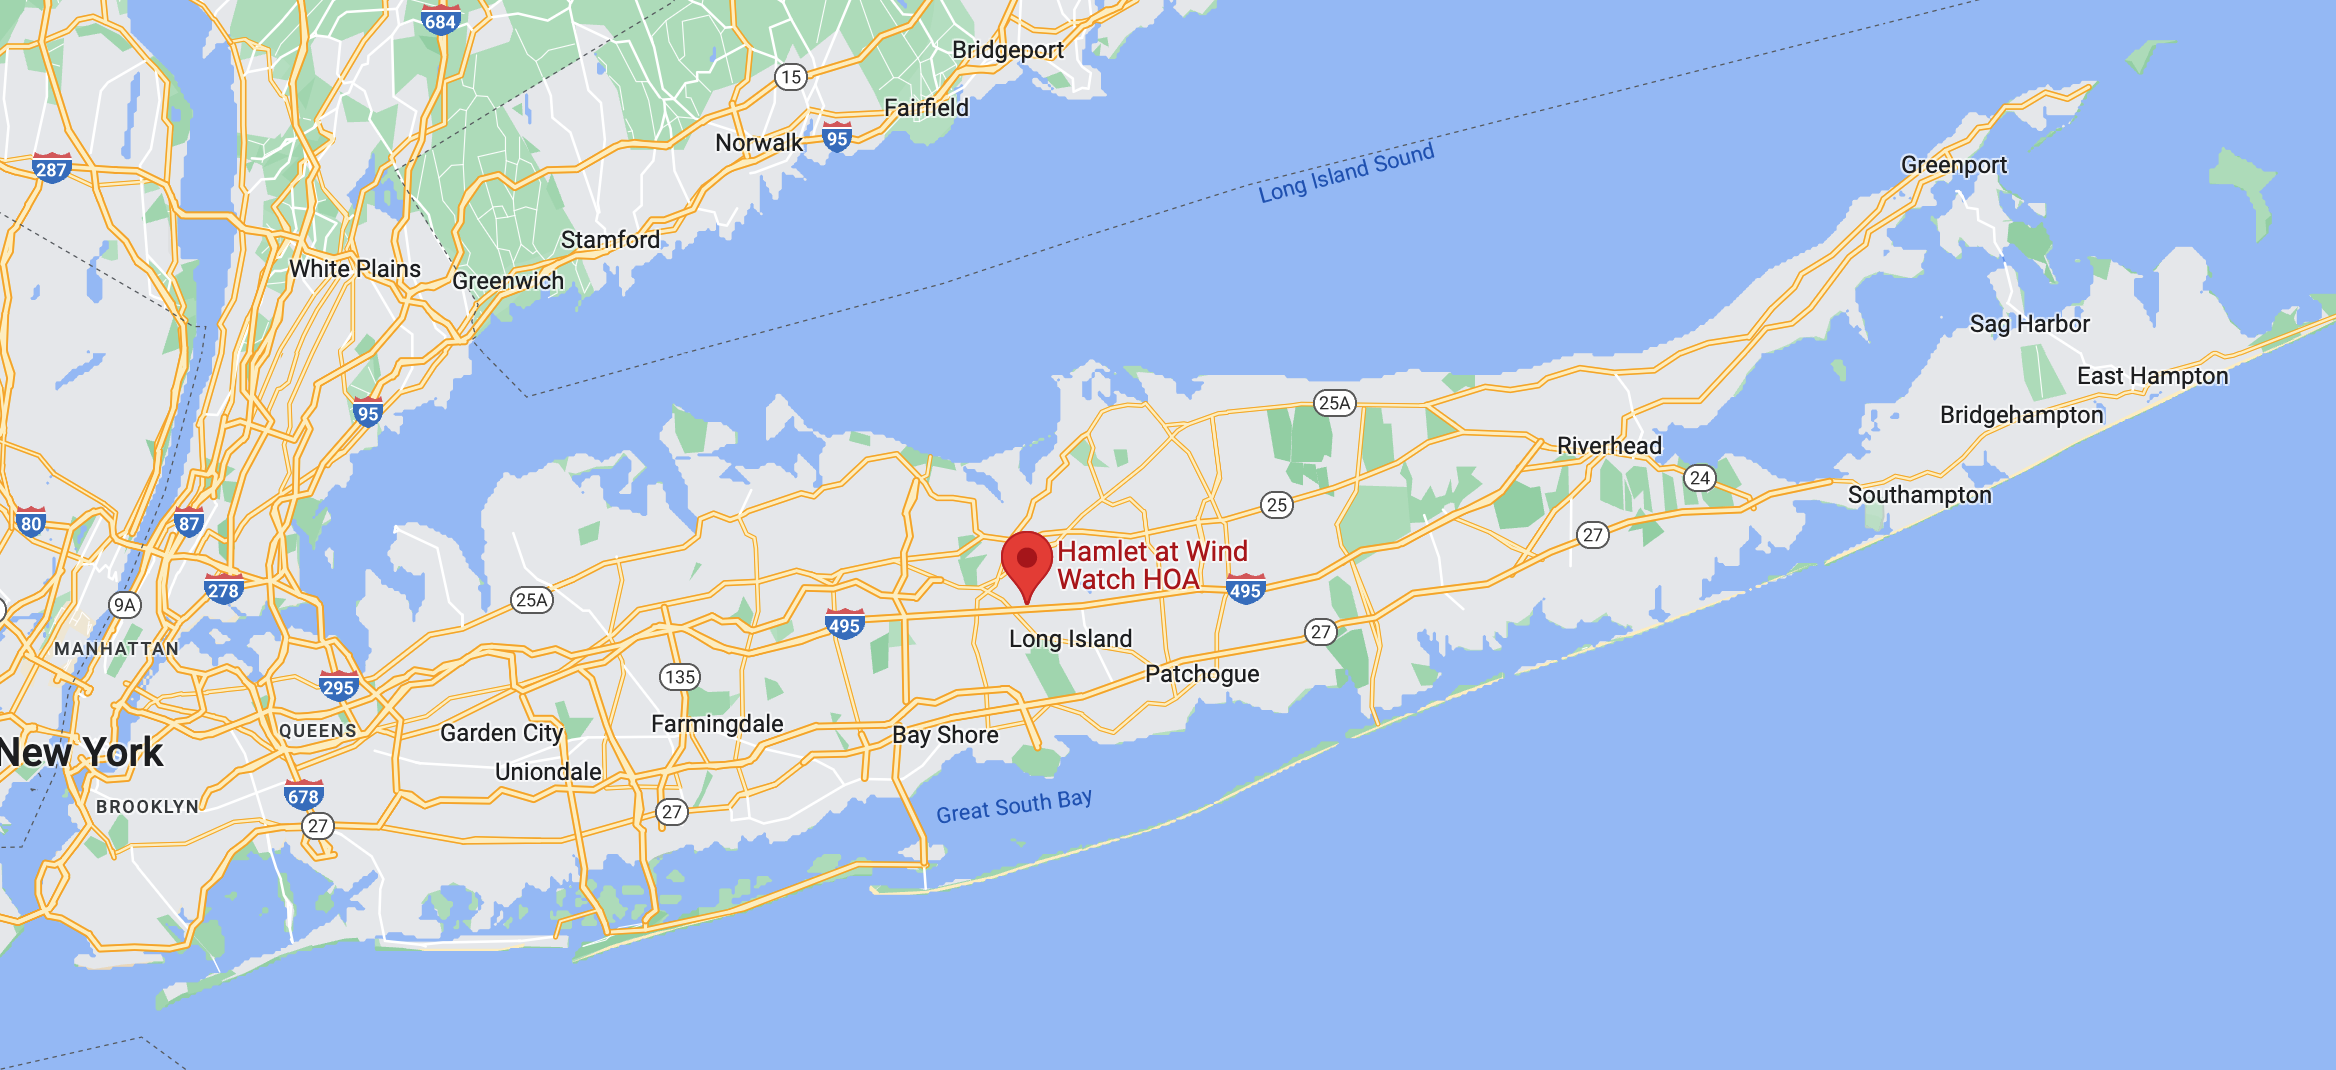 684
Bridgeport
15
Fairfield
Norwalk
95
Long Island Sound
287
Greenport
Stamford
White Plains
Greenwich
Sag Harbor
East Hampton
95
25A
Bridgehampton
Riverhead
24
Southampton
25
80
87
27
Hamlet at Wind
Watch HOA
278
495
25A
9A
495
27
Long Island
MANHATTAN
Patchogue
135
295
Farmingdale
QUEENS
Garden City
Bay Shore
New York
Uniondale
678
Great South Bay
BROKLYN
27
27